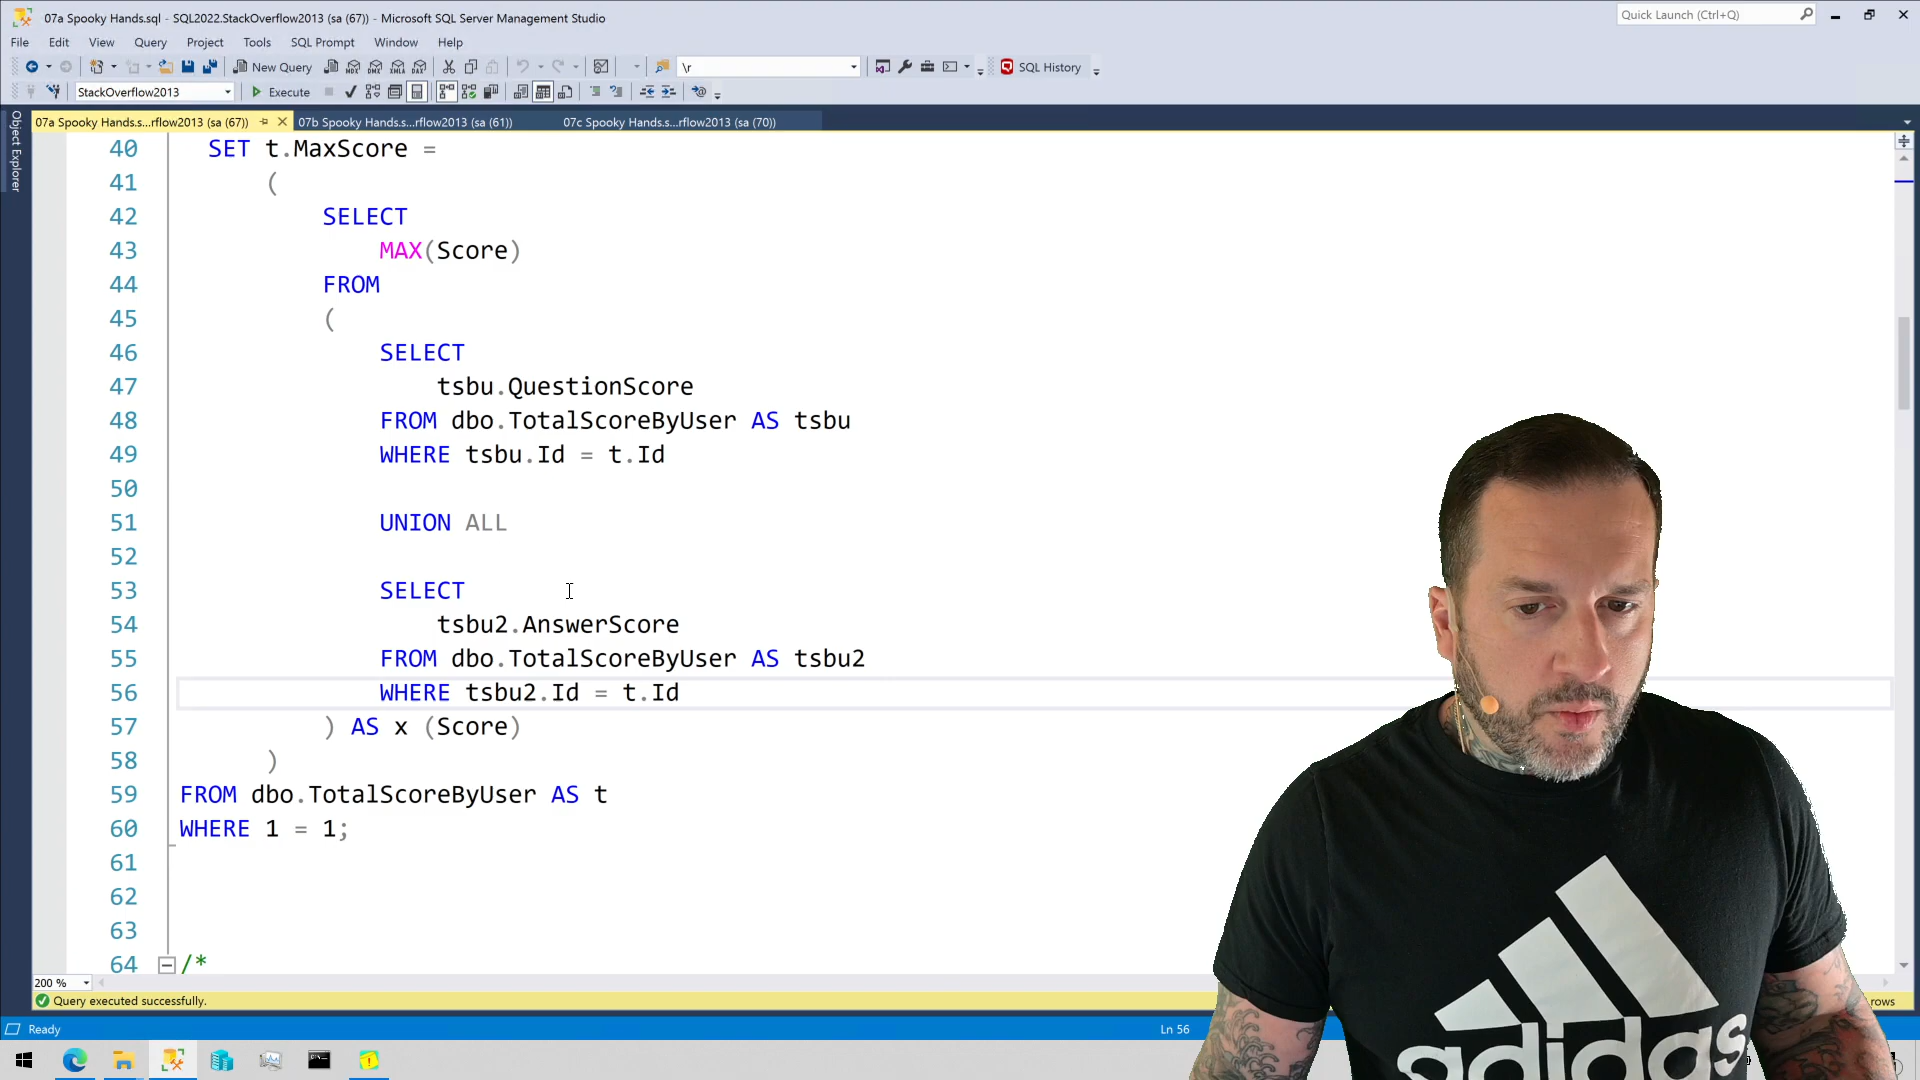 07a Spooky Hands.sql - SQL2022.StackOverflow2013 (sa (67)) - Microsoft SQL Server Management Studio
Quick Launch (Ctrl+Q)
File Edit View Query Project Tools SQL Prompt Window Help
New Query \r SQL History
StackOverflow2013 Execute
07a Spooky Hands.s...rflow2013 (sa (67)) 07b Spooky Hands.s...rflow2013 (sa (61)) 07c Spooky Hands.s...rflow2013 (sa (70))
Object Explorer
40 SET t.MaxScore =
41 (
42 SELECT
43 MAX(Score)
44 FROM
45 (
46 SELECT
47 tsbu.QuestionScore
48 FROM dbo.TotalScoreByUser AS tsbu
49 WHERE tsbu.Id = t.Id
50
51 UNION ALL
52
53 SELECT
54 tsbu2.AnswerScore
55 FROM dbo.TotalScoreByUser AS tsbu2
56 WHERE tsbu2.Id = t.Id
57 ) AS x (Score)
58 )
59 FROM dbo.TotalScoreByUser AS t
60 WHERE 1 = 1;
61
62
63
64 /*
200 %
Query executed successfully. rows
Ready Ln 56
adidas